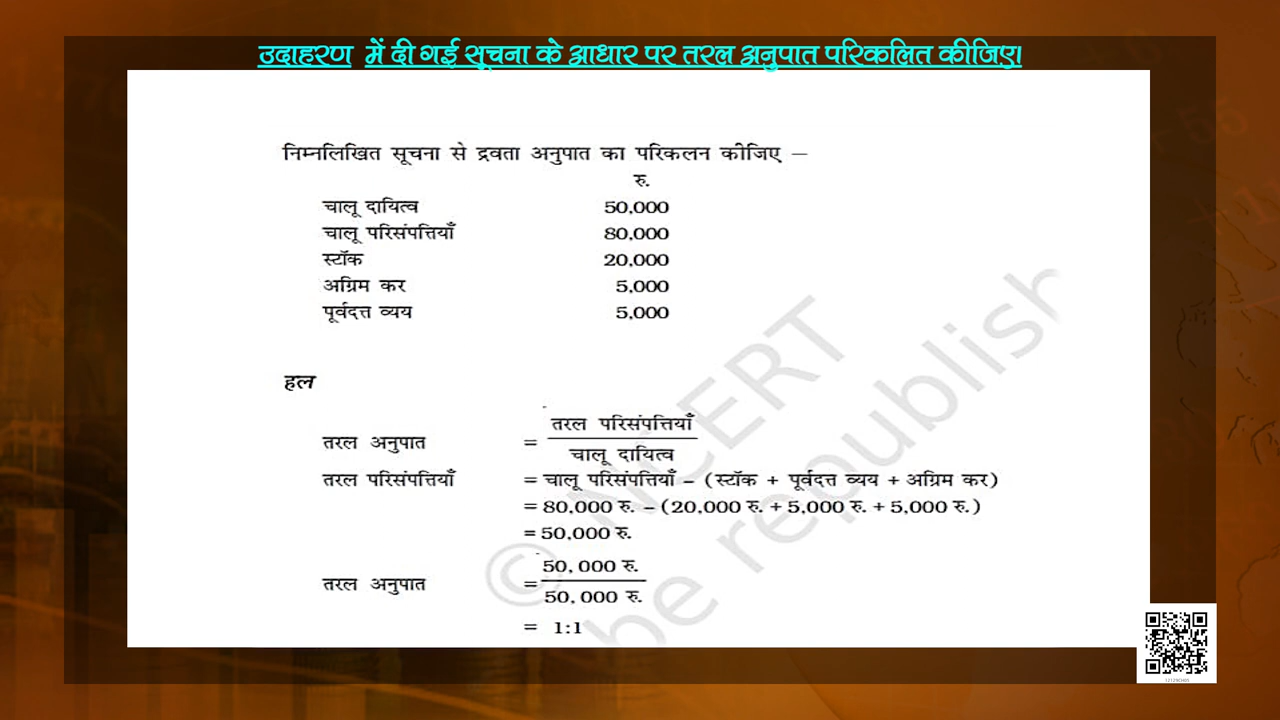 उदाहरण में दी गई सूचना के आधार पर तरल अनुपात परिकलित कीजिए।
निम्नलिखित सूचना से द्रवता अनुपात का परिकलन कीजिए –
रु.
चालू दायित्व 50,000
चालू परिसंपत्तियाँ 80,000
स्टॉक 20,000
अग्रिम कर 5,000
पूर्वदत्त व्यय 5,000
हल
तरल अनुपात = तरल परिसंपत्तियाँ
चालू दायित्व
तरल परिसंपत्तियाँ = चालू परिसंपत्तियाँ – (स्टॉक + पूर्वदत्त व्यय + अग्रिम कर)
= 80,000 रु. – (20,000 रु. + 5,000 रु. + 5,000 रु.)
= 50,000 रु.
तरल अनुपात = 50,000 रु.
50,000 रु.
= 1:1
© NCERT
be republish